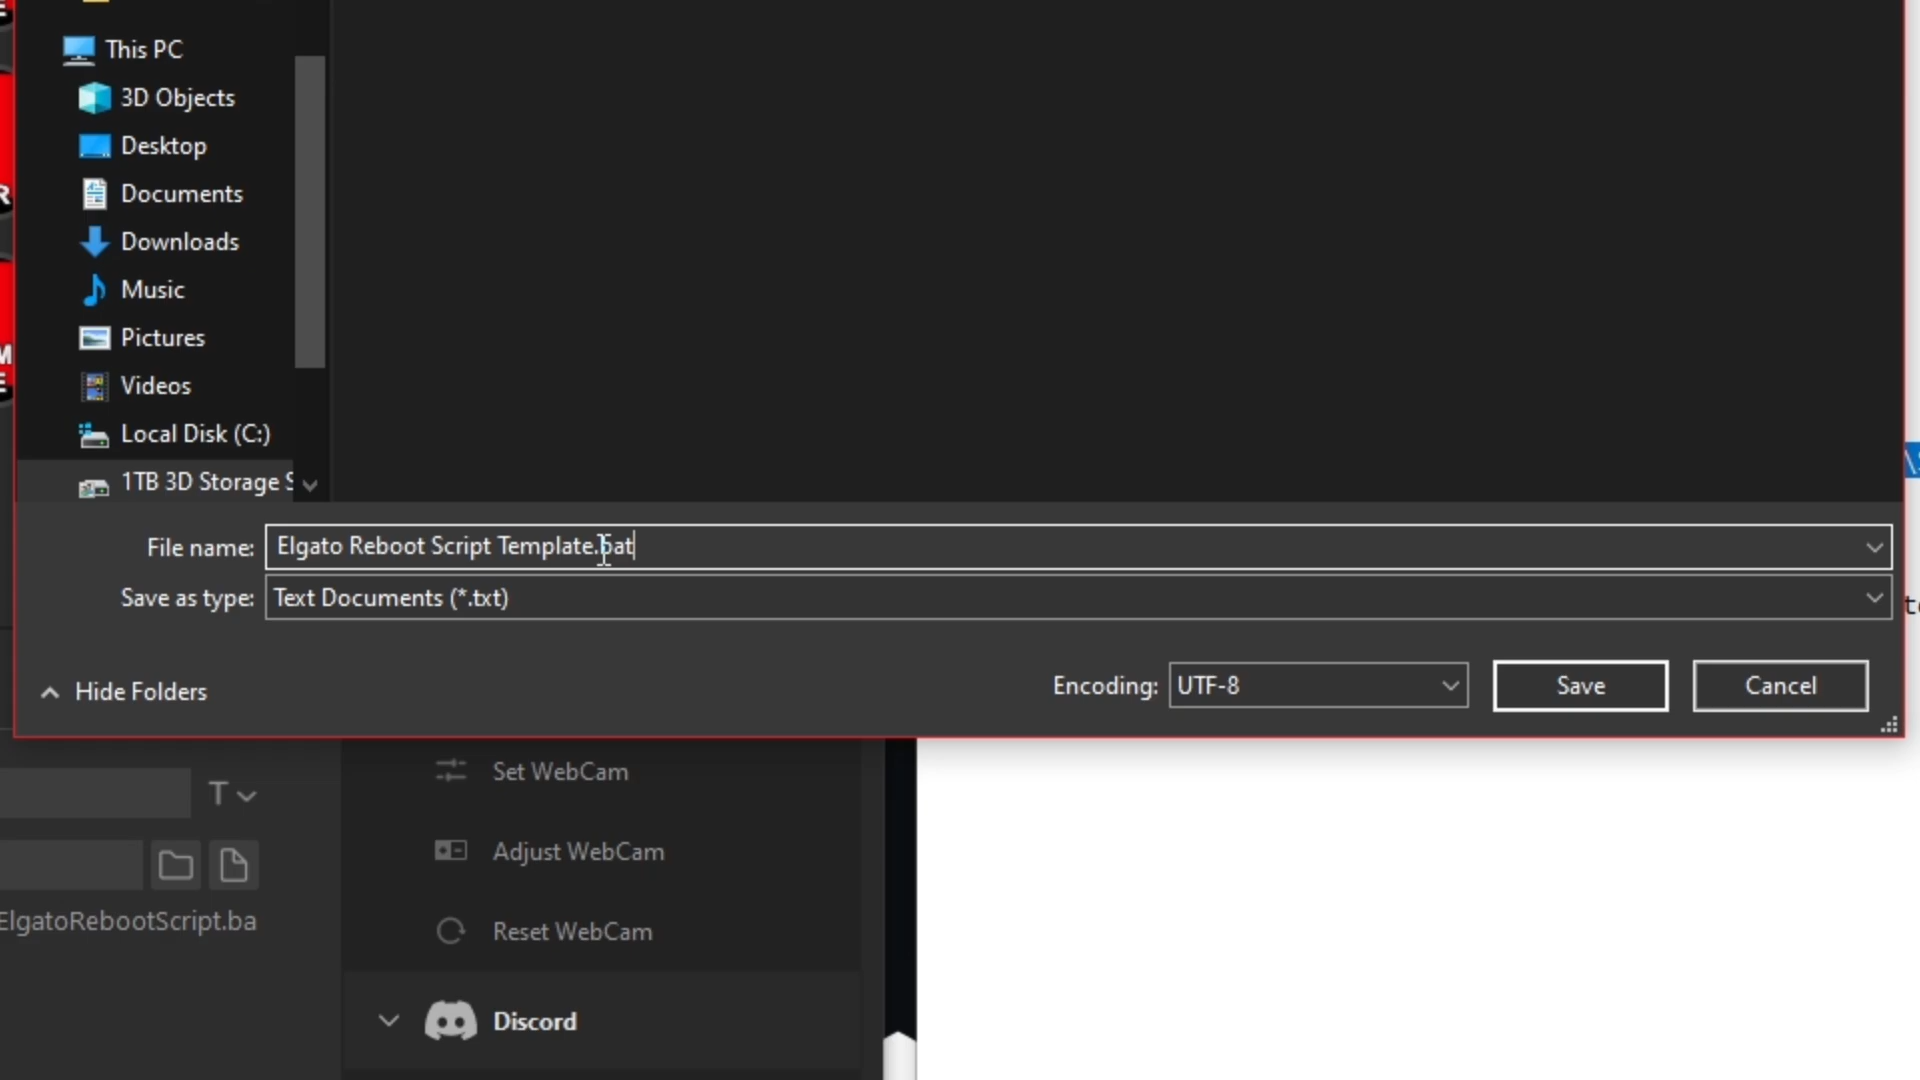 This PC
3D Objects
Desktop
Documents
Downloads
Music
Pictures
Videos
Local Disk (C:)
1TB 3D Storage S
File name: Elgato Reboot Script Template.bat
Save as type: Text Documents (*.txt)
Hide Folders
Encoding: UTF-8
Save
Cancel
Set WebCam
T
Adjust WebCam
ElgatoRebootScript.ba
Reset WebCam
Discord